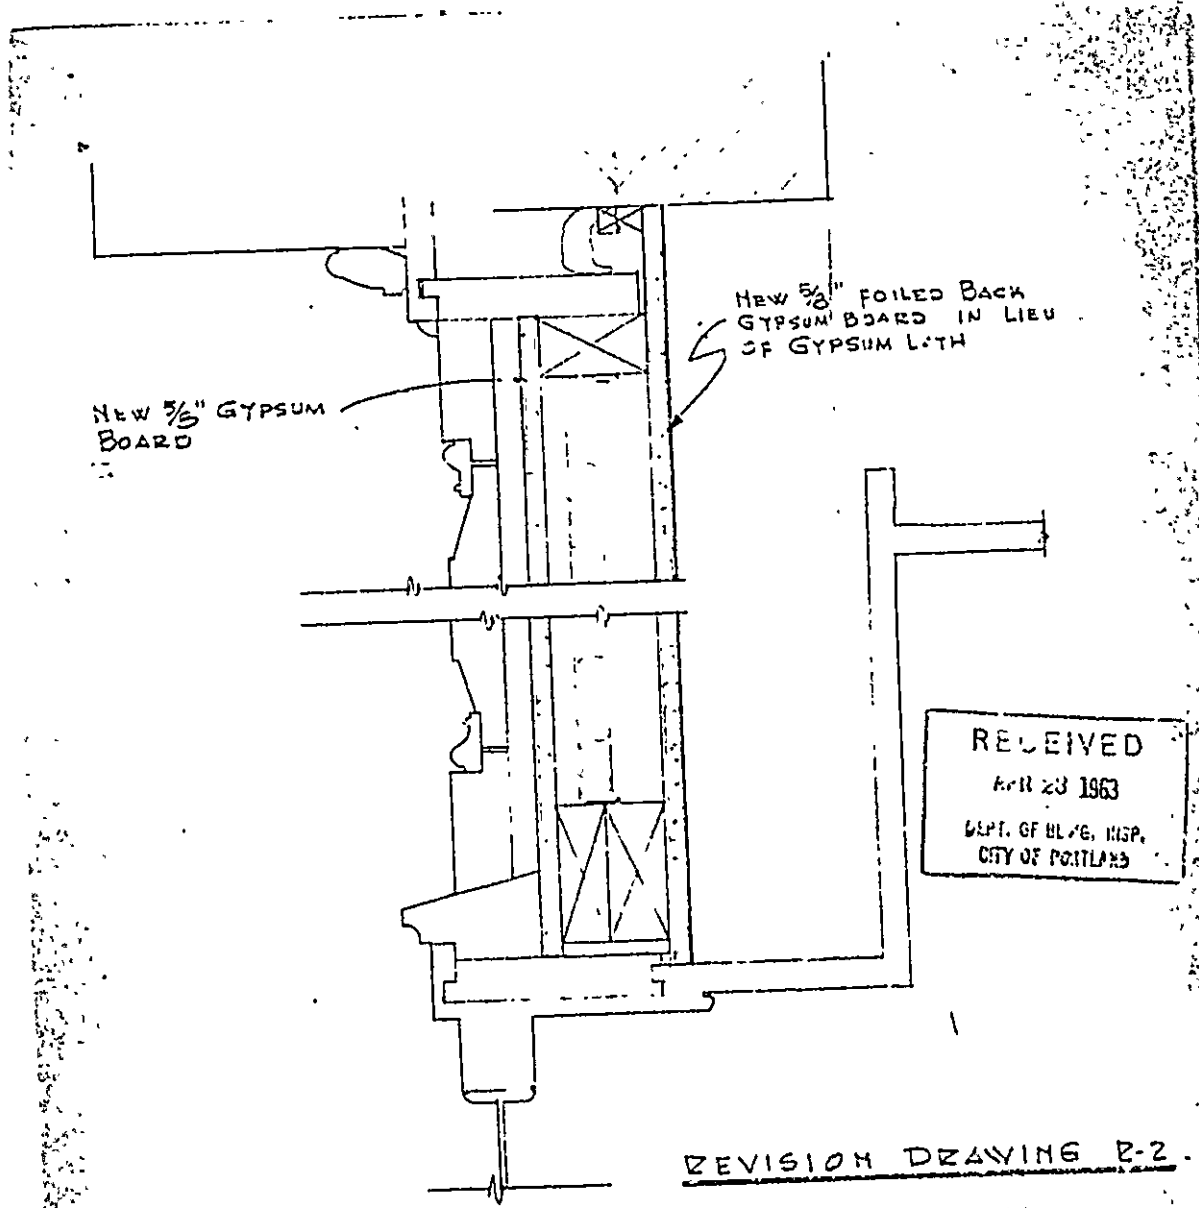 NEW 5/8" FOILED BACK
GYPSUM BOARD IN LIEU
OF GYPSUM LATH
NEW 5/8" GYPSUM
BOARD
RECEIVED
APR 23 1963
DEPT. OF BLDG. INSP.
CITY OF PORTLAND
REVISION DRAWING R-2.